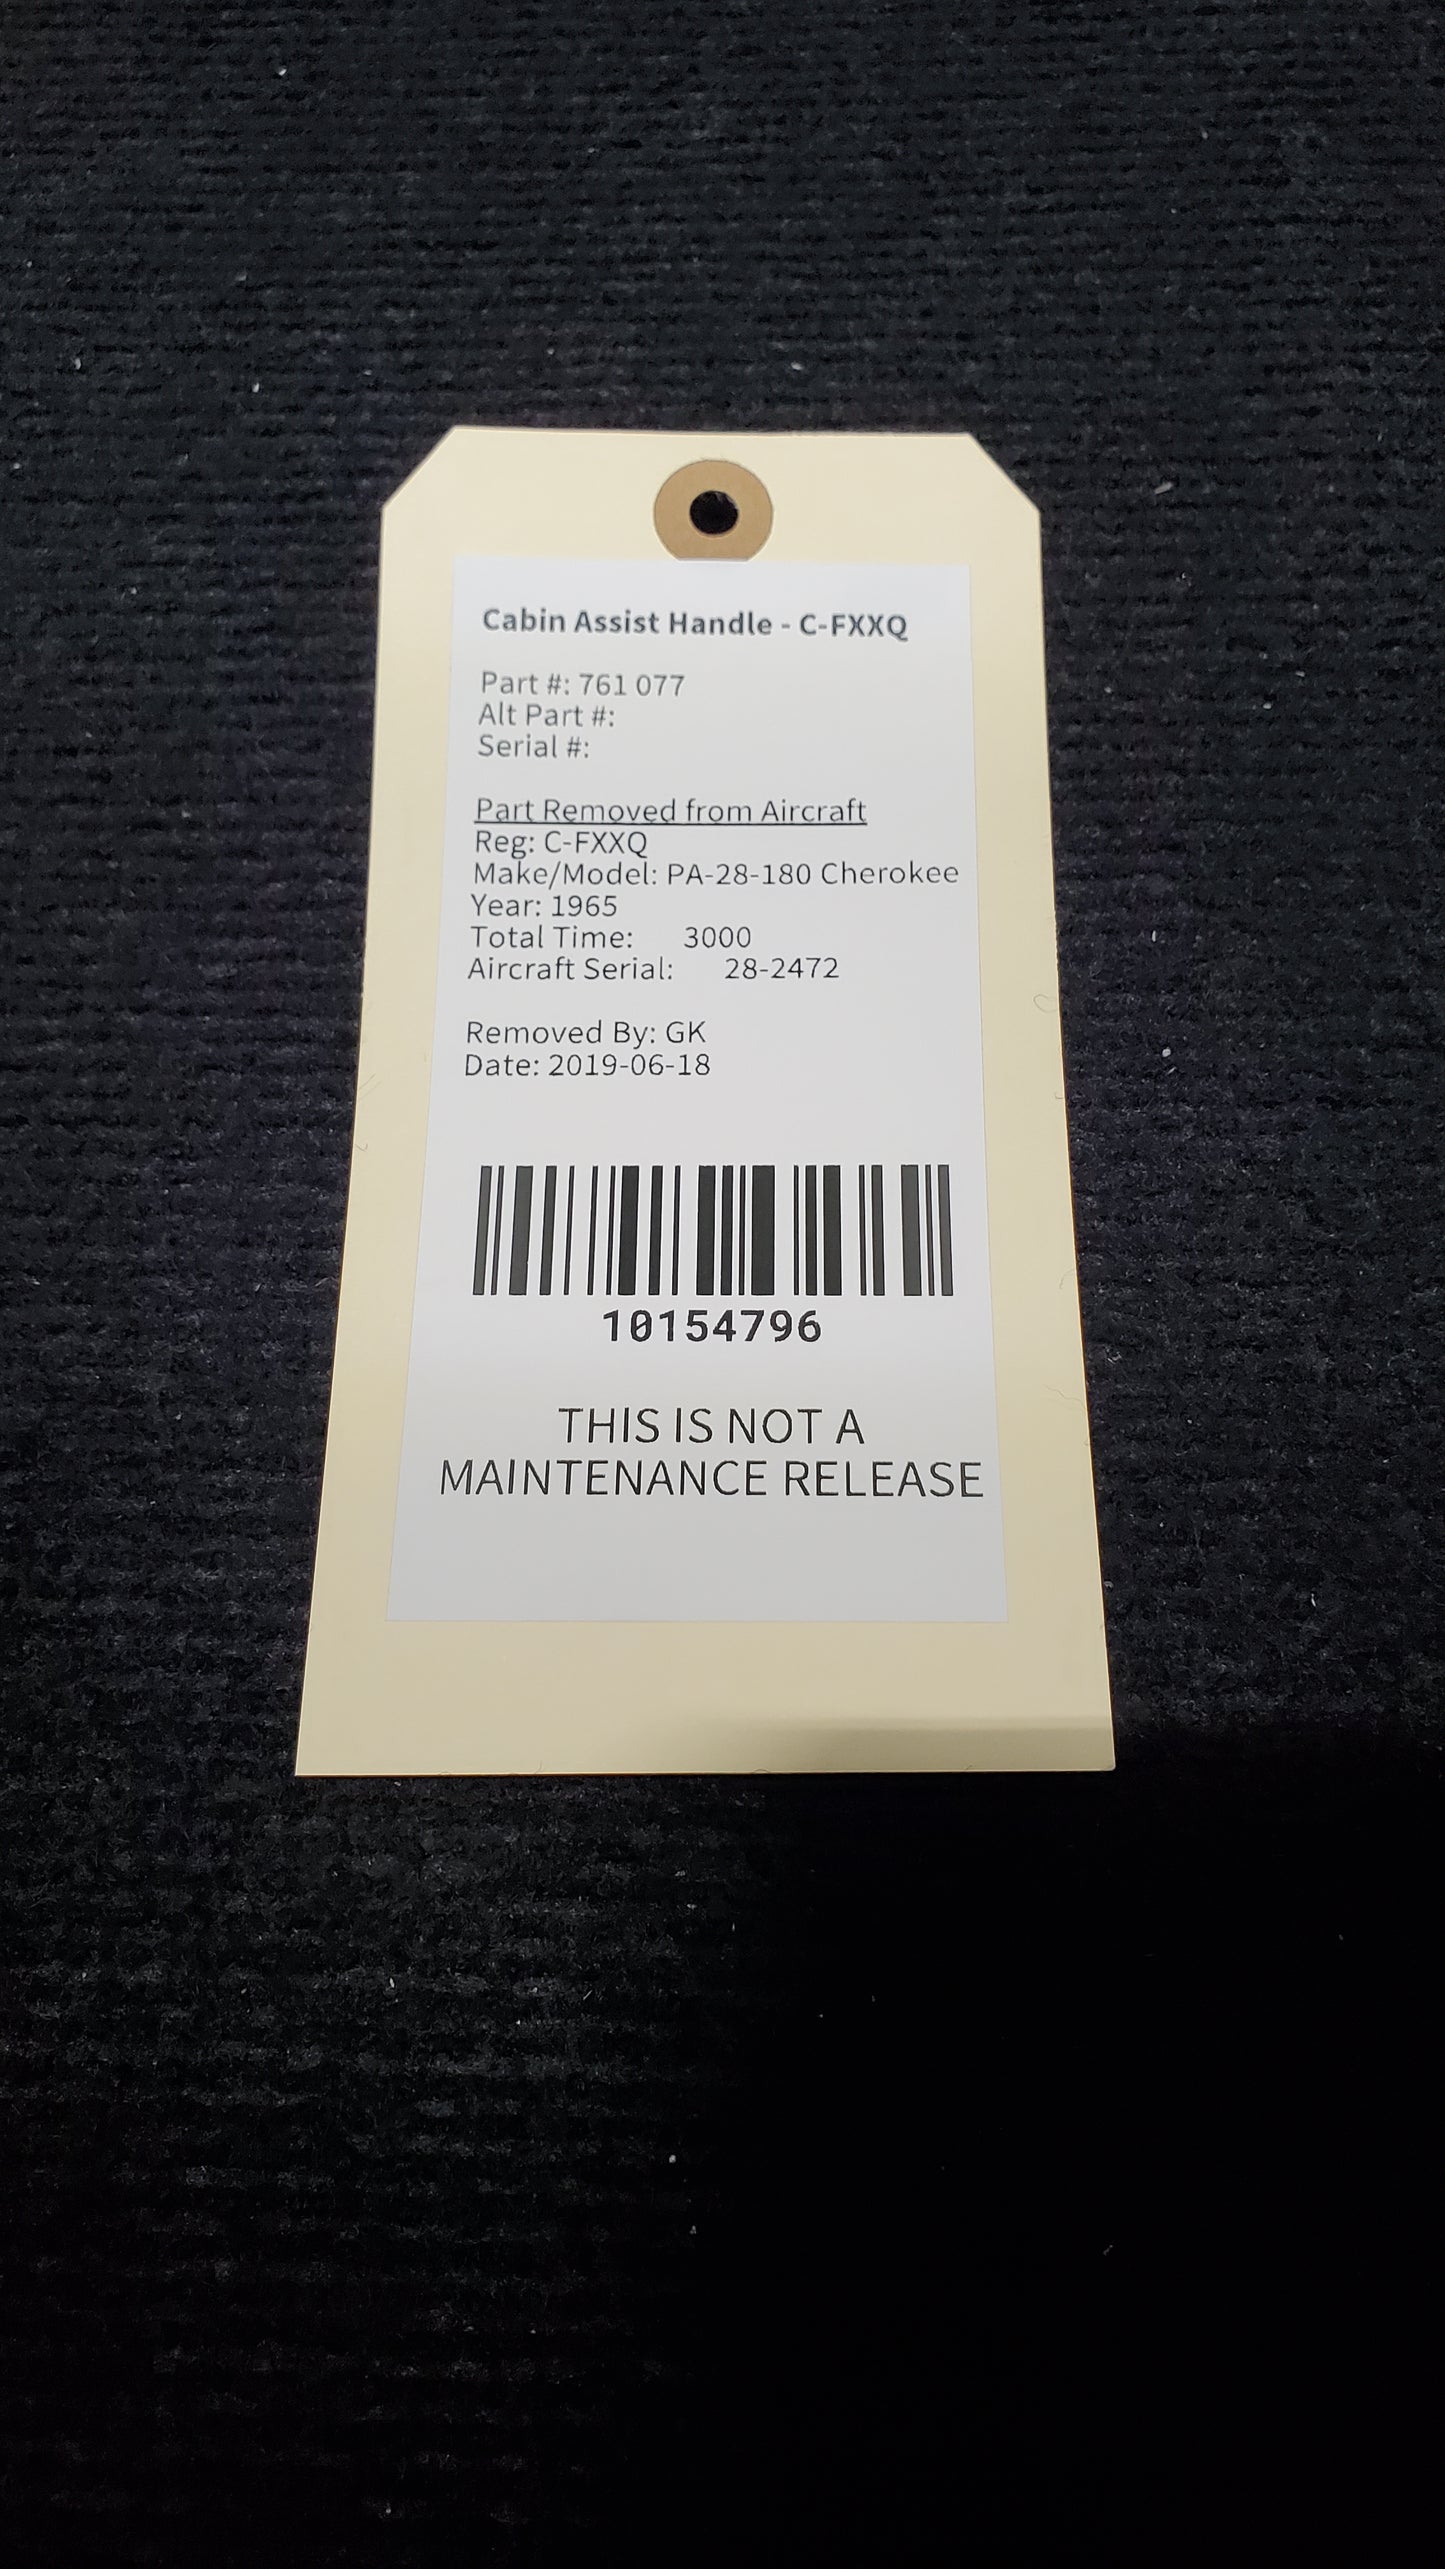 Cabin Assist Handle - C-FXXQ
Part #: 761 077
Alt Part #:
Serial #:
Part Removed from Aircraft
Reg: C-FXXQ
Make/Model: PA-28-180 Cherokee
Year: 1965
Total Time: 3000
Aircraft Serial: 28-2472
Removed By: GK
Date: 2019-06-18
10154796
THIS IS NOT A
MAINTENANCE RELEASE